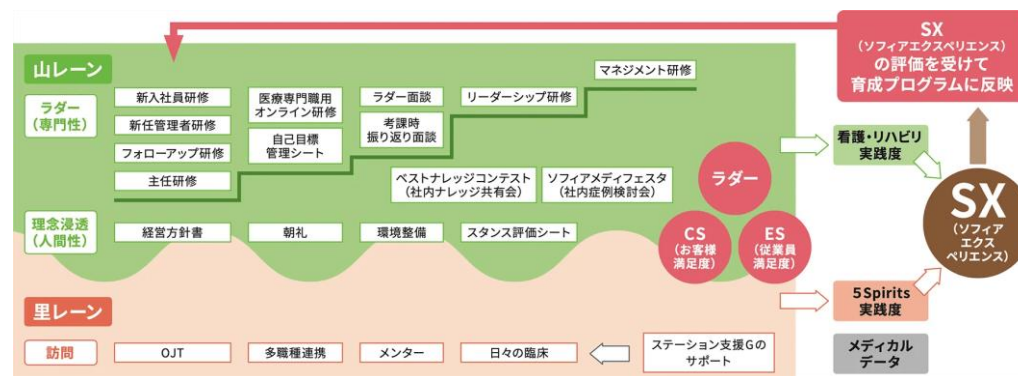 SX
(ソフィアエクスペリエンス)
の評価を受けて
育成プログラムに反映
山レーン
ラダー
(専門性)
新入社員研修
新任管理者研修
フォローアップ研修
主任研修
医療専門職用
オンライン研修
自己目標
管理シート
ラダー面談
考課時
振り返り面談
リーダーシップ研修
マネジメント研修
ベストナレッジコンテスト
(社内ナレッジ共有会)
ソフィアメディフェスタ
(社内症例検討会)
理念浸透
(人間性)
経営方針書
朝礼
環境整備
スタンス評価シート
ラダー
CS
(お客様
満足度)
ES
(従業員
満足度)
看護・リハビリ
実践度
SX
(ソフィア
エクス
ペリエンス)
5Spirits
実践度
メディカル
データ
里レーン
訪問
OJT
多職種連携
メンター
日々の臨床
ステーション支援Gの
サポート